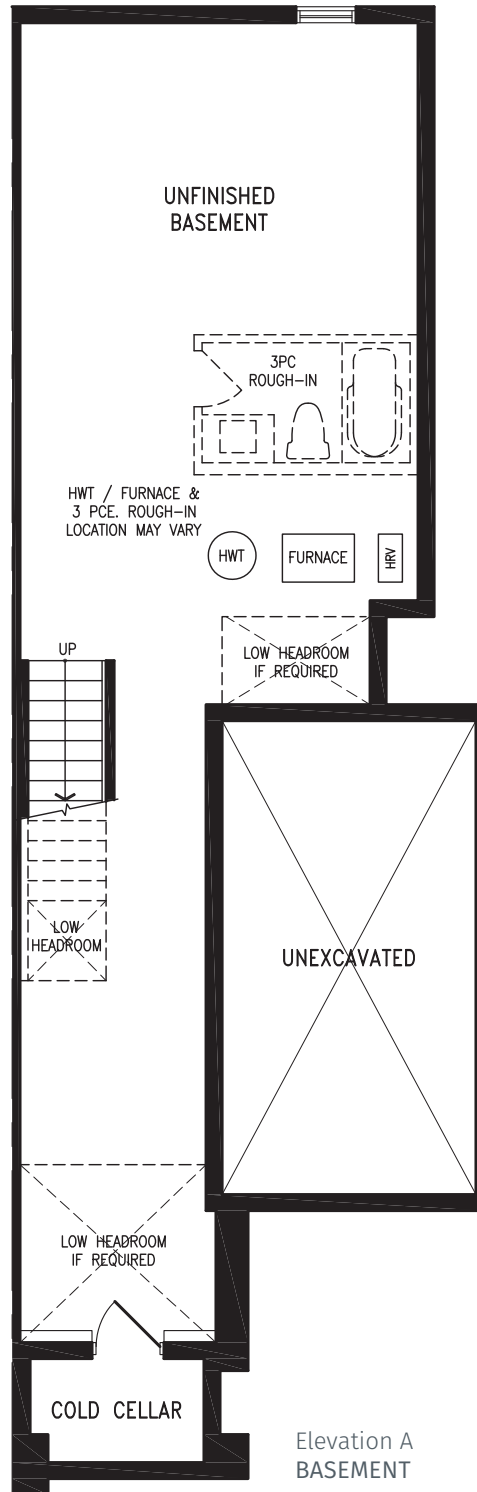 UNFINISHED
BASEMENT
3PC
ROUGH-IN
HWT / FURNACE &
3 PCE. ROUGH-IN
LOCATION MAY VARY
HWT
FURNACE
HRV
UP
LOW HEADROOM
IF REQUIRED
LOW
HEADROOM
UNEXCAVATED
LOW HEADROOM
IF REQUIRED
COLD CELLAR
Elevation A
BASEMENT